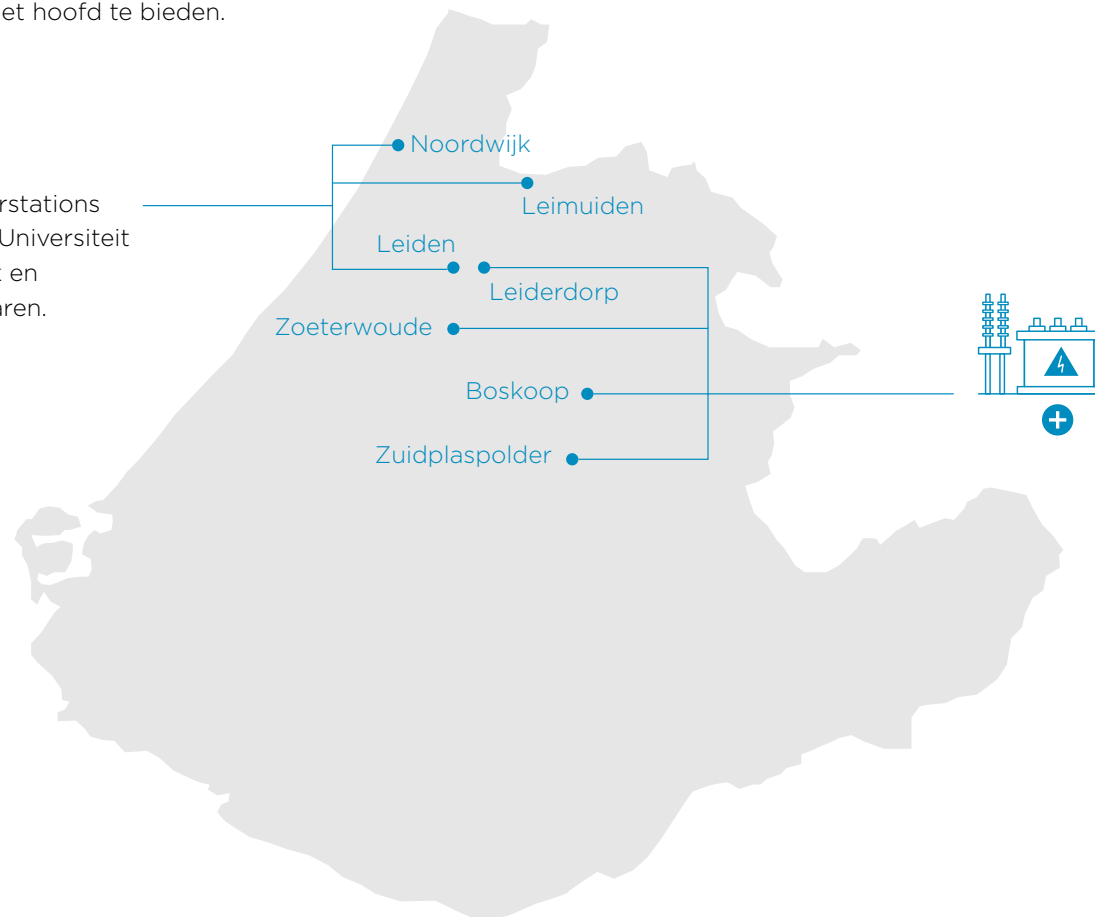 et hoofd te bieden.
rstations
Universiteit
en
aren.
Noordwijk
Leimuiden
Leiden
Leiderdorp
Zoeterwoude
Boskoop
Zuidplaspolder